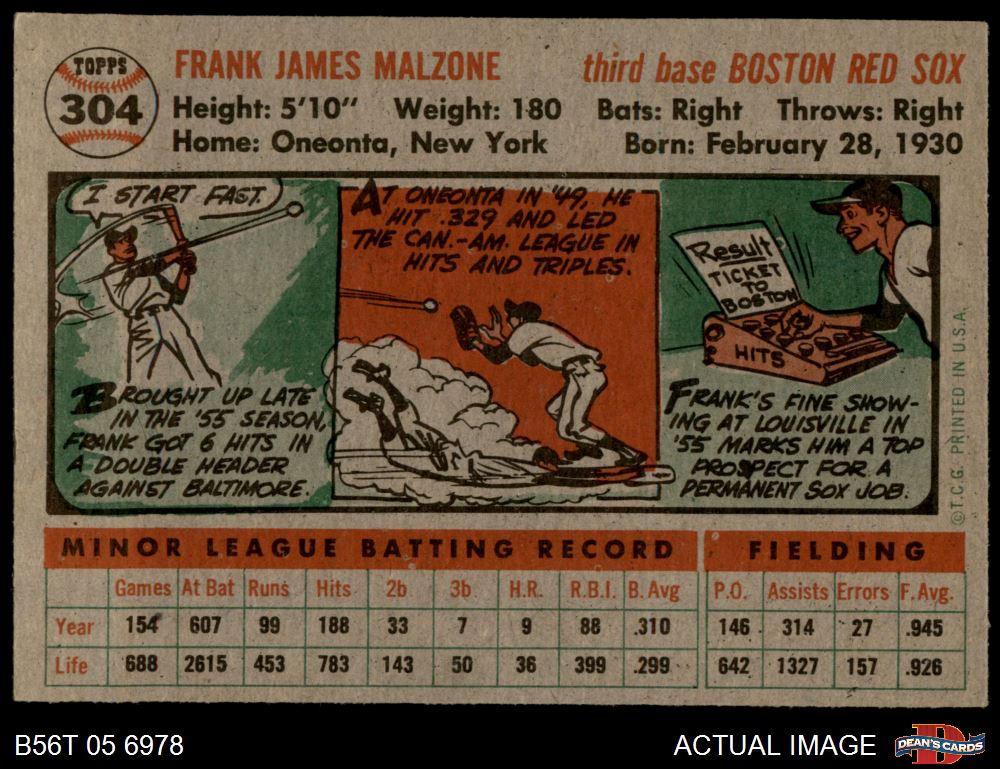 TOPPS
304
FRANK JAMES MALZONE third base BOSTON RED SOX
Height: 5'10" Weight: 180 Bats: Right Throws: Right
Home: Oneonta, New York Born: February 28, 1930
I START FAST.
BROUGHT UP LATE
IN THE '55 SEASON,
FRANK GOT 6 HITS IN
A DOUBLE HEADER
AGAINST BALTIMORE.
AT ONEONTA IN '49, HE
HIT .329 AND LED
THE CAN.-AM. LEAGUE IN
HITS AND TRIPLES.
Result
TICKET
TO
BOSTON
HITS
FRANK'S FINE SHOW-
ING AT LOUISVILLE IN
'55 MARKS HIM A TOP
PROSPECT FOR A
PERMANENT SOX JOB.
©T.C.G. PRINTED IN U.S.A.
MINOR LEAGUE BATTING RECORD FIELDING
Games At Bat Runs Hits 2b 3b H.R. R.B.I. B. Avg P.O. Assists Errors F. Avg.
Year 154 607 99 188 33 7 9 88 .310 146 314 27 .945
Life 688 2615 453 783 143 50 36 399 .299 642 1327 157 .926
B56T 05 6978 ACTUAL IMAGE DEAN'S CARDS